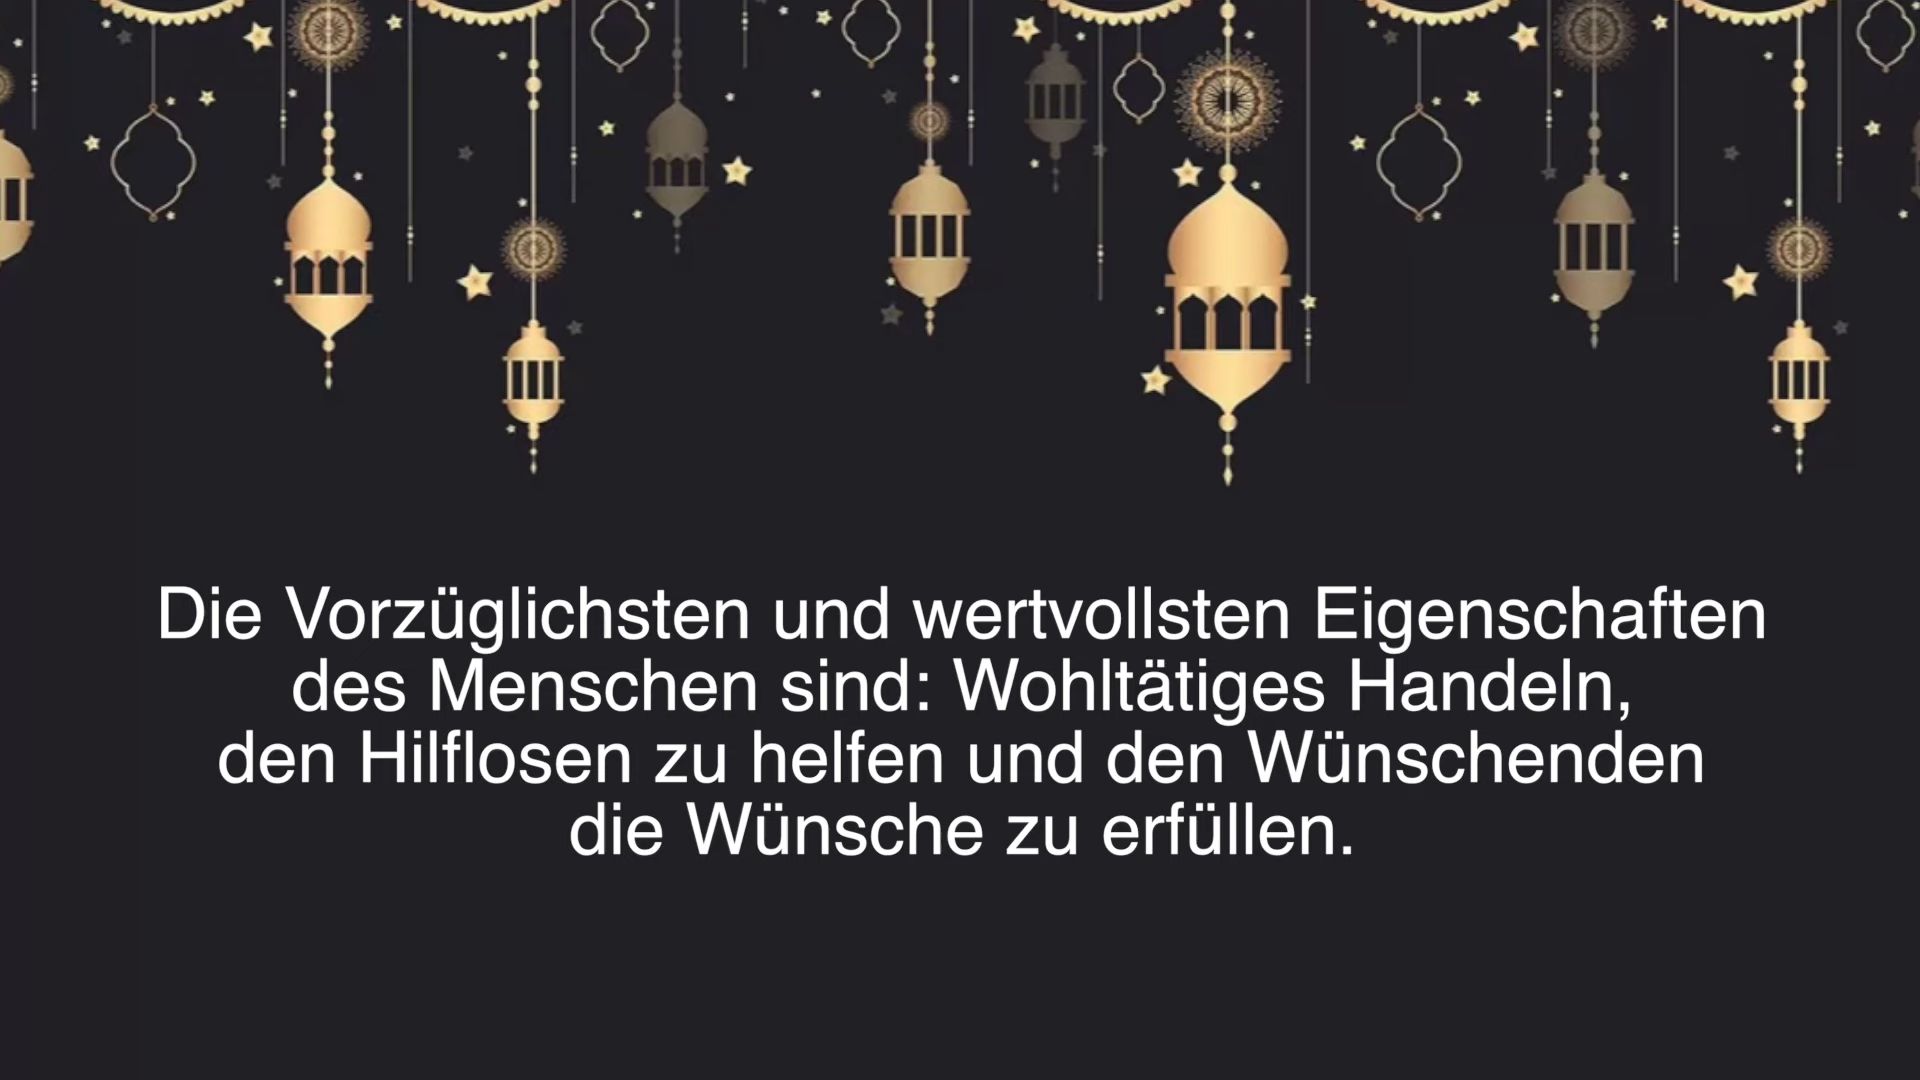 Die Vorzüglichsten und wertvollsten Eigenschaften
des Menschen sind: Wohltätiges Handeln,
den Hilflosen zu helfen und den Wünschenden
die Wünsche zu erfüllen.